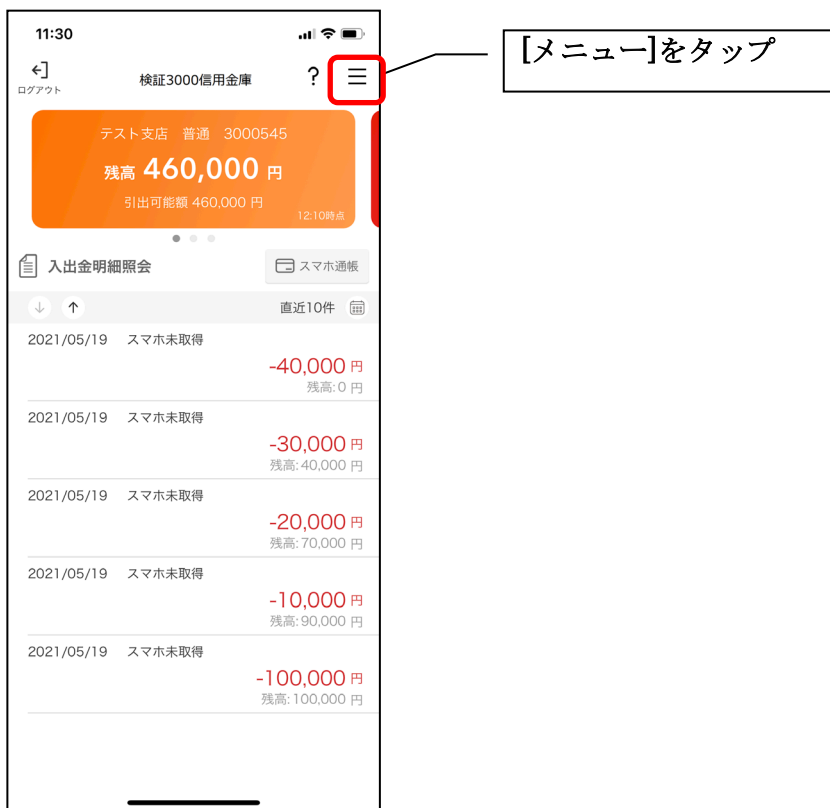 11:30
ログアウト
検証3000信用金庫
?
[メニュー]をタップ
テスト支店 普通 3000545
残高 460,000 円
引出可能額 460,000 円
12:10時点
入出金明細照会
スマホ通帳
直近10件
2021/05/19 スマホ未取得
-40,000 円
残高:0 円
2021/05/19 スマホ未取得
-30,000 円
残高:40,000 円
2021/05/19 スマホ未取得
-20,000 円
残高:70,000 円
2021/05/19 スマホ未取得
-10,000 円
残高:90,000 円
2021/05/19 スマホ未取得
-100,000 円
残高:100,000 円